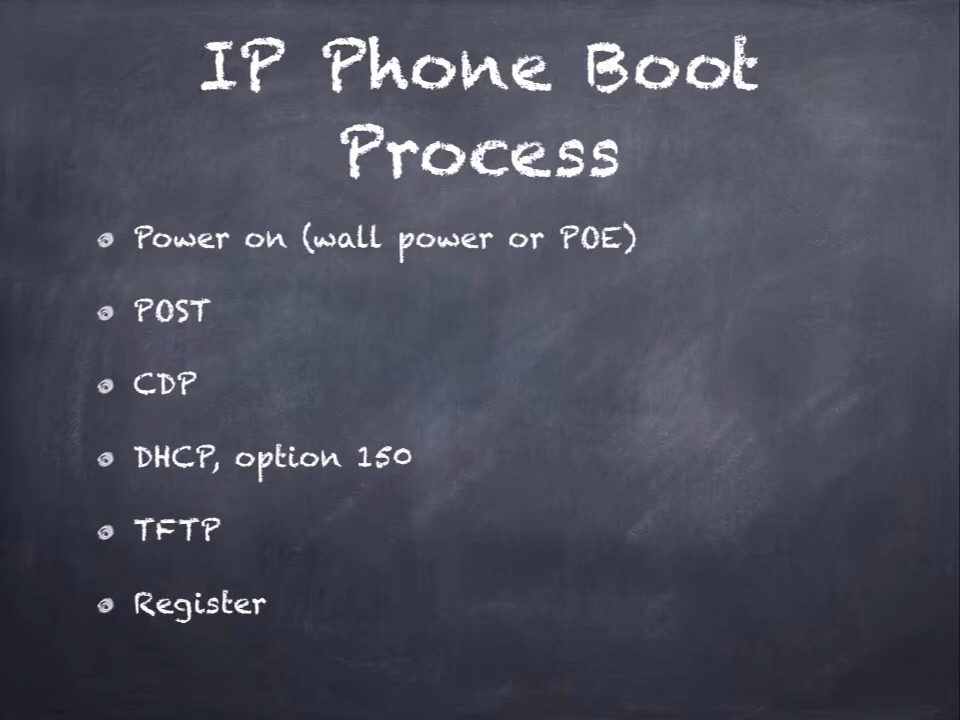 IP Phone Boot
Process
Power on (wall power or POE)
POST
CDP
DHCP, option 150
TFTP
Register